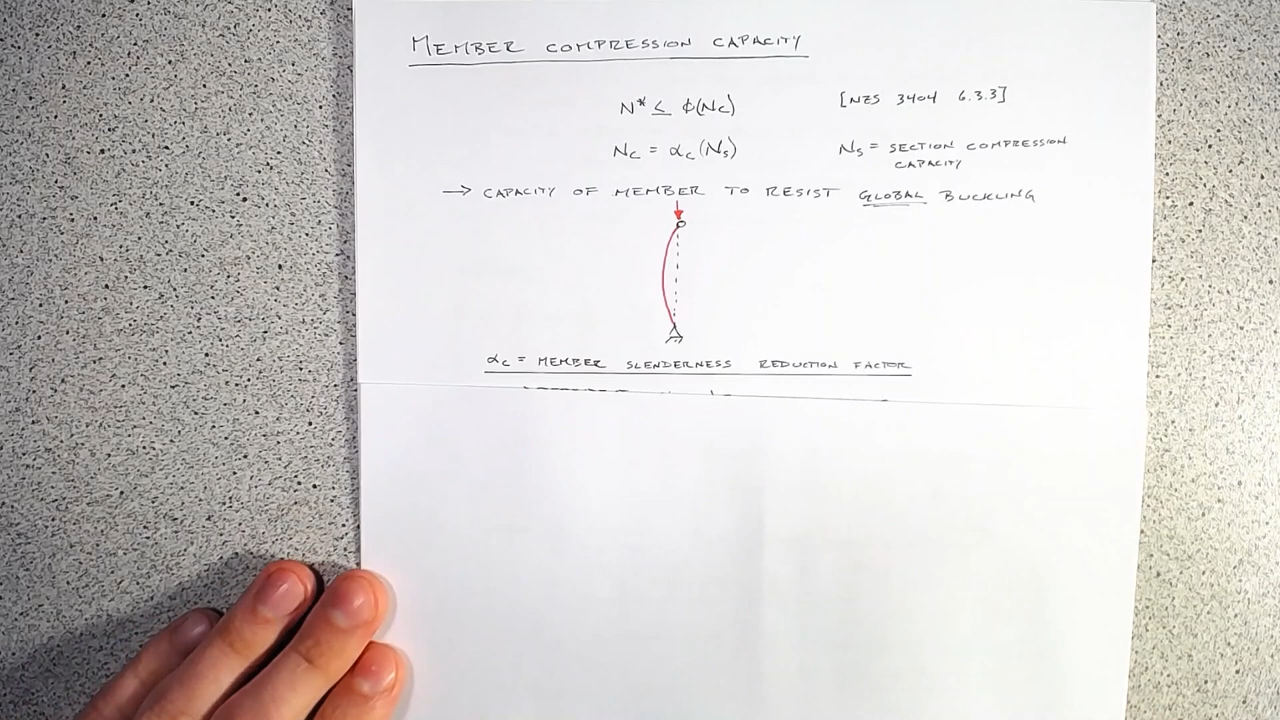 MEMBER COMPRESSION CAPACITY
N* ≤ ϕ(Nc)
[NZS 3404 6.3.3]
Nc = αc(Ns)
Ns = SECTION COMPRESSION
CAPACITY
→ CAPACITY OF MEMBER TO RESIST GLOBAL BUCKLING
αc = MEMBER SLENDERNESS REDUCTION FACTOR